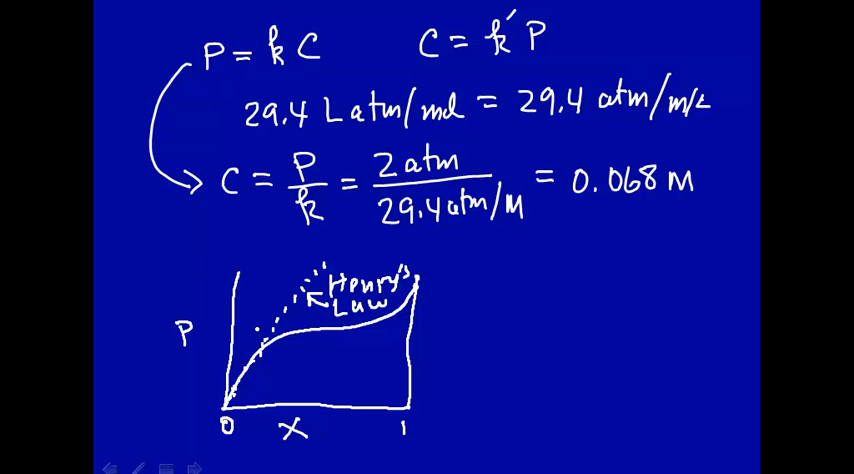 P = k C C = k′ P
29.4 L atm/mol = 29.4 atm/m/L
C = P/k = 2 atm/29.4 atm/M = 0.068 M
Henry's
Law
P
0 X 1